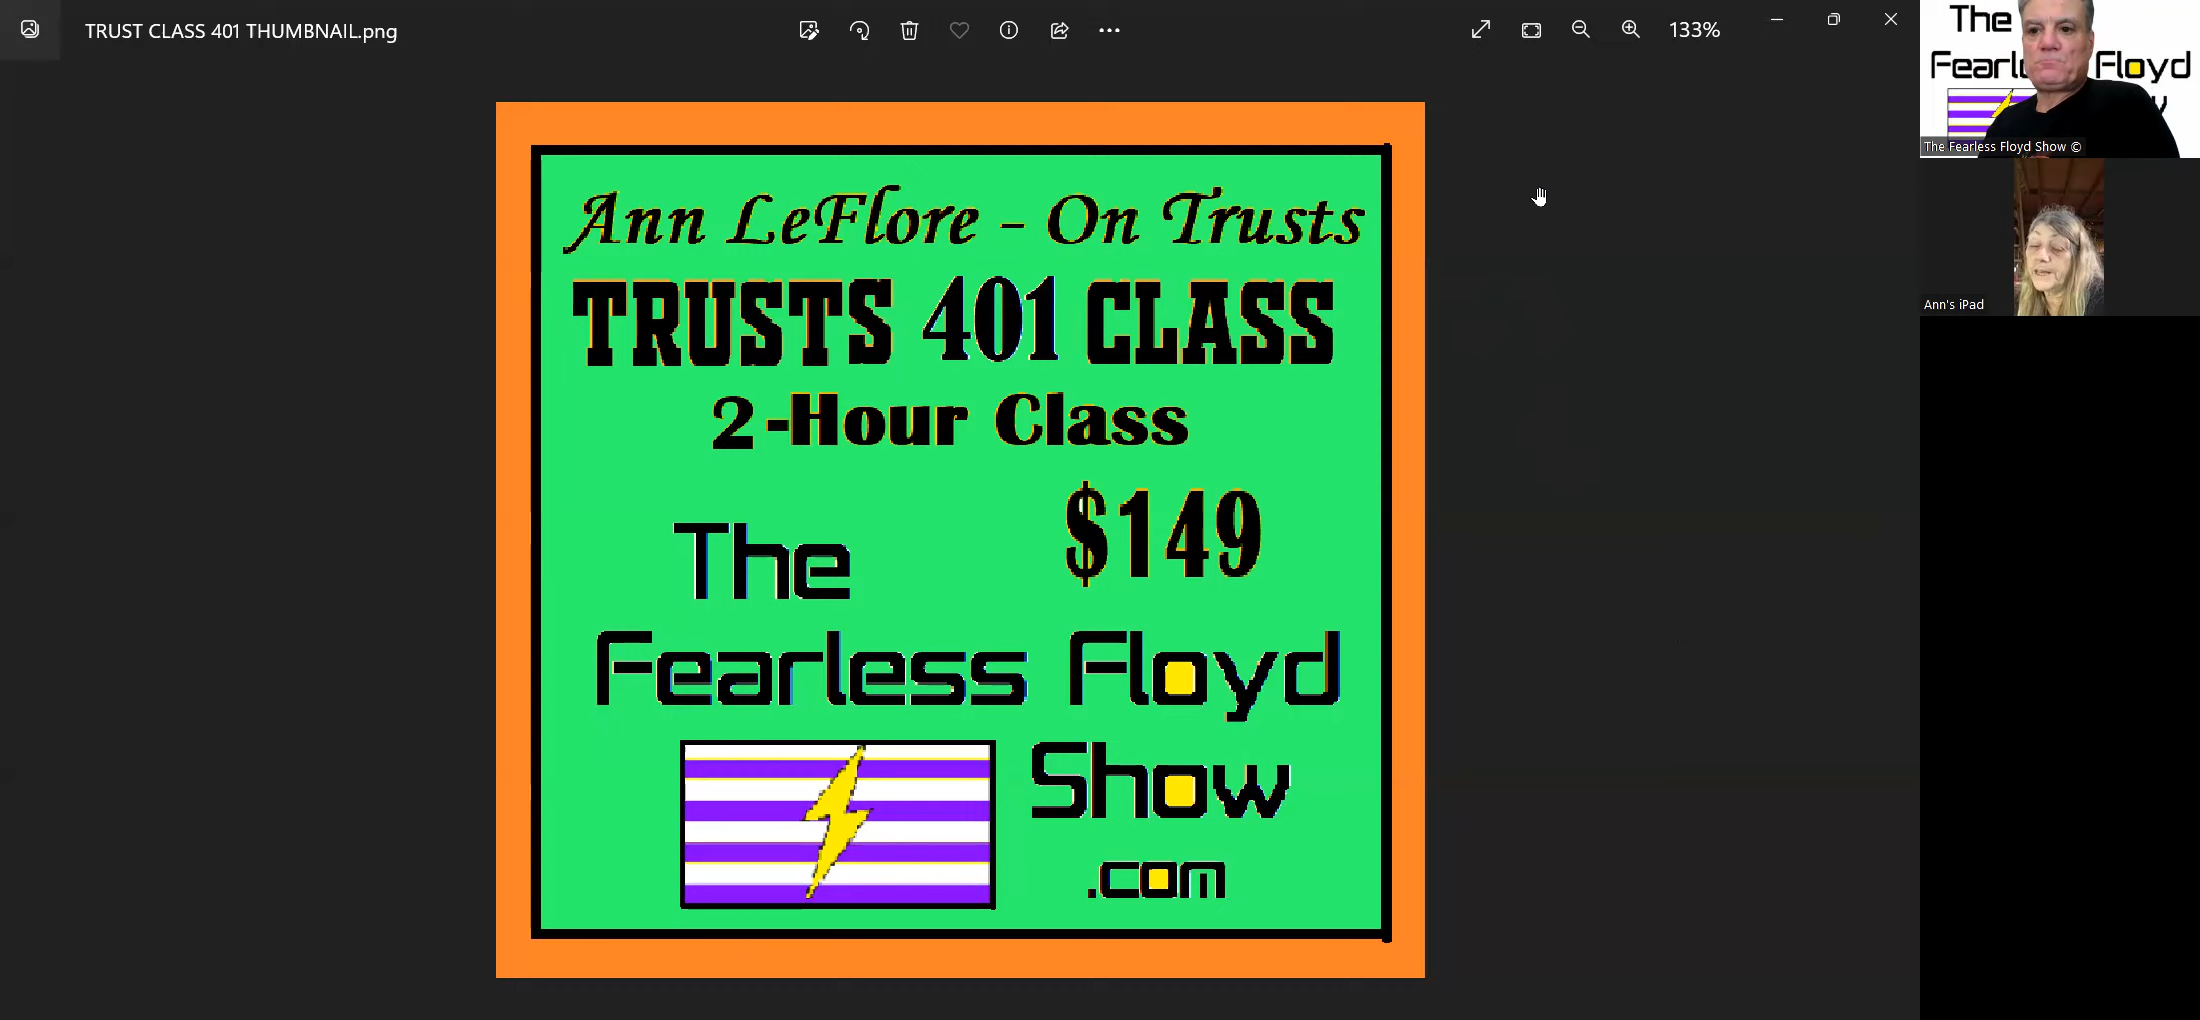 TRUST CLASS 401 THUMBNAIL.png
133%
Ann LeFlore - On Trusts
TRUSTS 401 CLASS
2-Hour Class
$149
The
Fearless Floyd
Show
.com
The
Floyd
The Fearless Floyd Show ©
Ann's iPad